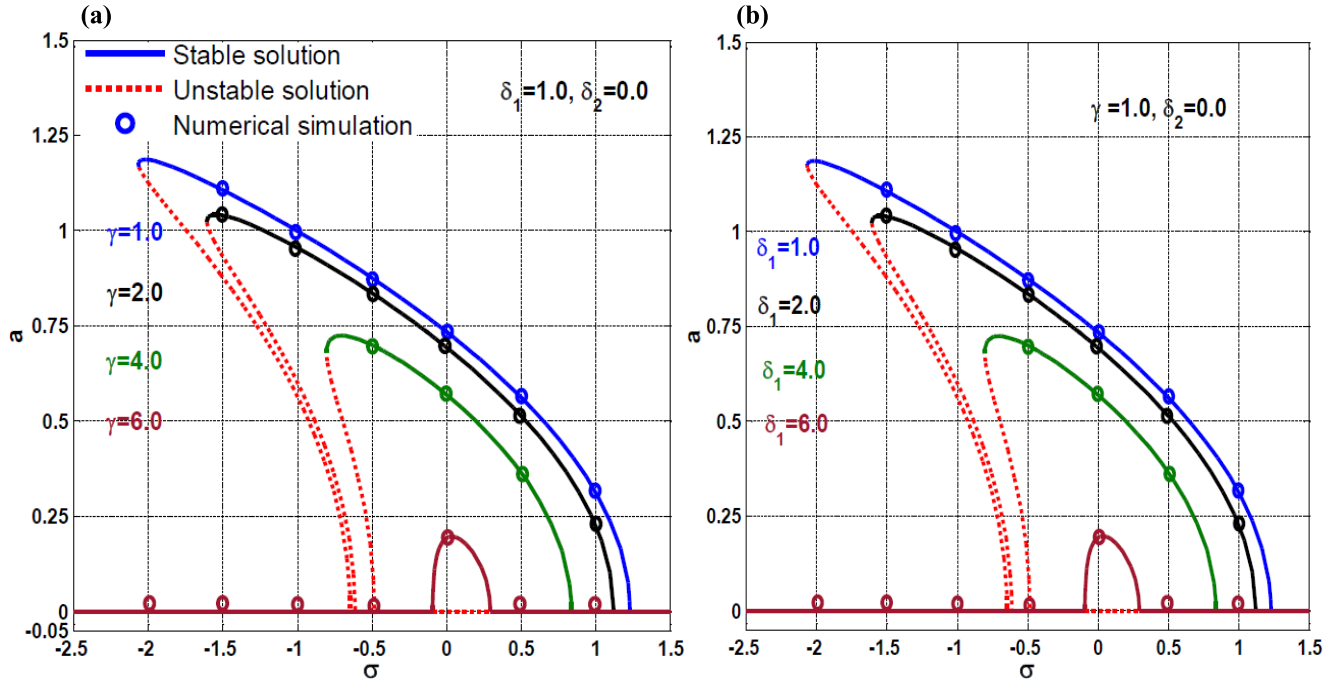 (a)
1.5
1.25
1
0.75
0.5
0.25
0
-0.05
a
Stable solution
Unstable solution
Numerical simulation
δ1=1.0, δ2=0.0
γ=1.0
γ=2.0
γ=4.0
γ=6.0
-2.5 -2 -1.5 -1 -0.5 0 0.5 1 1.5
σ
(b)
1.5
1.25
1
0.75
0.5
0.25
0
-0.05
a
γ=1.0, δ2=0.0
δ1=1.0
δ1=2.0
δ1=4.0
δ1=6.0
-2.5 -2 -1.5 -1 -0.5 0 0.5 1 1.5
σ